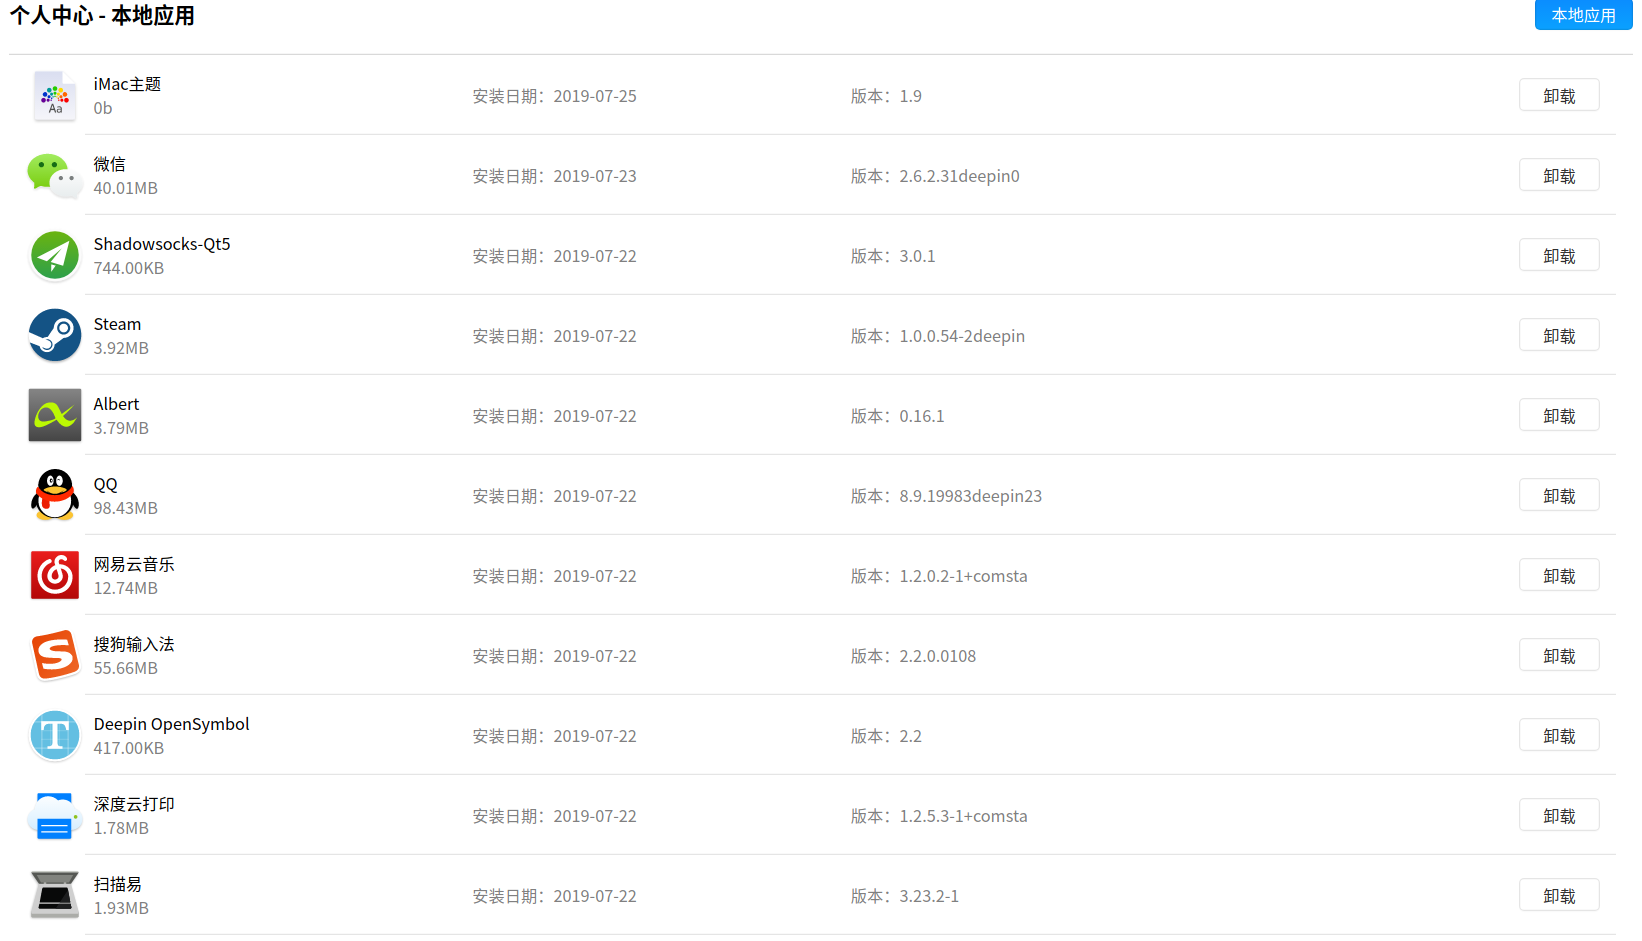 个人中心 - 本地应用
本地应用
Aa
iMac主题
0b
安装日期：2019-07-25
版本：1.9
卸载
微信
40.01MB
安装日期：2019-07-23
版本：2.6.2.31deepin0
卸载
Shadowsocks-Qt5
744.00KB
安装日期：2019-07-22
版本：3.0.1
卸载
Steam
3.92MB
安装日期：2019-07-22
版本：1.0.0.54-2deepin
卸载
Albert
3.79MB
安装日期：2019-07-22
版本：0.16.1
卸载
QQ
98.43MB
安装日期：2019-07-22
版本：8.9.19983deepin23
卸载
网易云音乐
12.74MB
安装日期：2019-07-22
版本：1.2.0.2-1+comsta
卸载
搜狗输入法
55.66MB
安装日期：2019-07-22
版本：2.2.0.0108
卸载
Deepin OpenSymbol
417.00KB
安装日期：2019-07-22
版本：2.2
卸载
深度云打印
1.78MB
安装日期：2019-07-22
版本：1.2.5.3-1+comsta
卸载
扫描易
1.93MB
安装日期：2019-07-22
版本：3.23.2-1
卸载